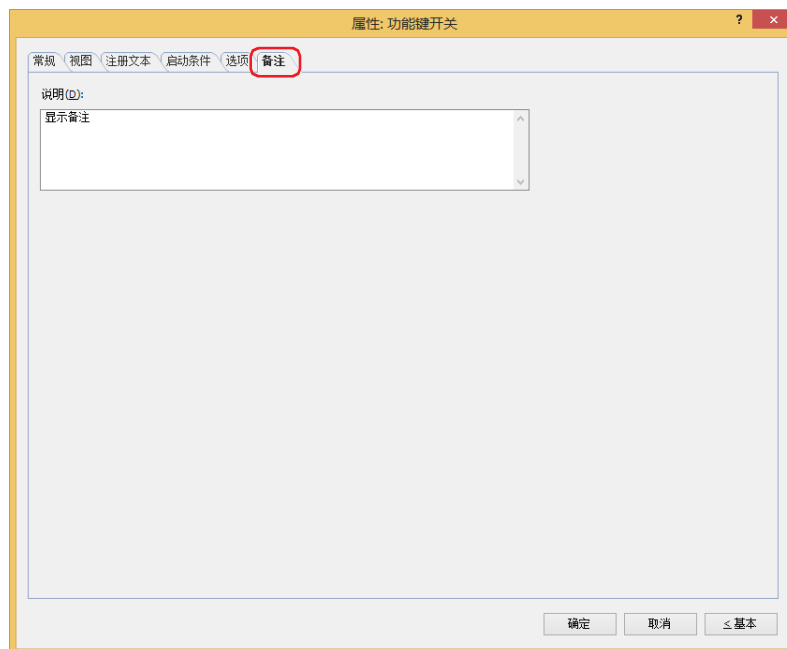 属性: 功能键开关
? ×
常规 视图 注册文本 启动条件 选项 备注
说明(D):
显示备注
确定 取消 ≤基本